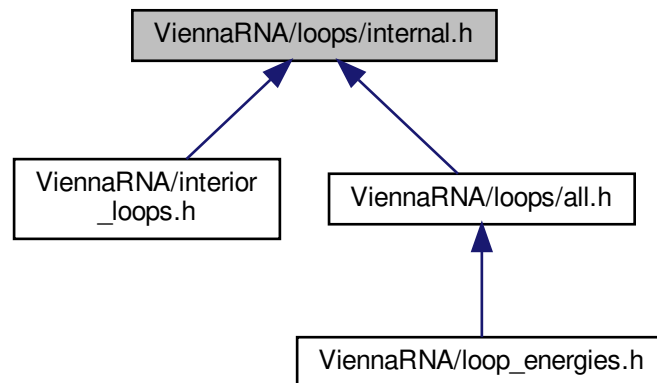 ViennaRNA/loops/internal.h
ViennaRNA/interior
_loops.h
ViennaRNA/loops/all.h
ViennaRNA/loop_energies.h